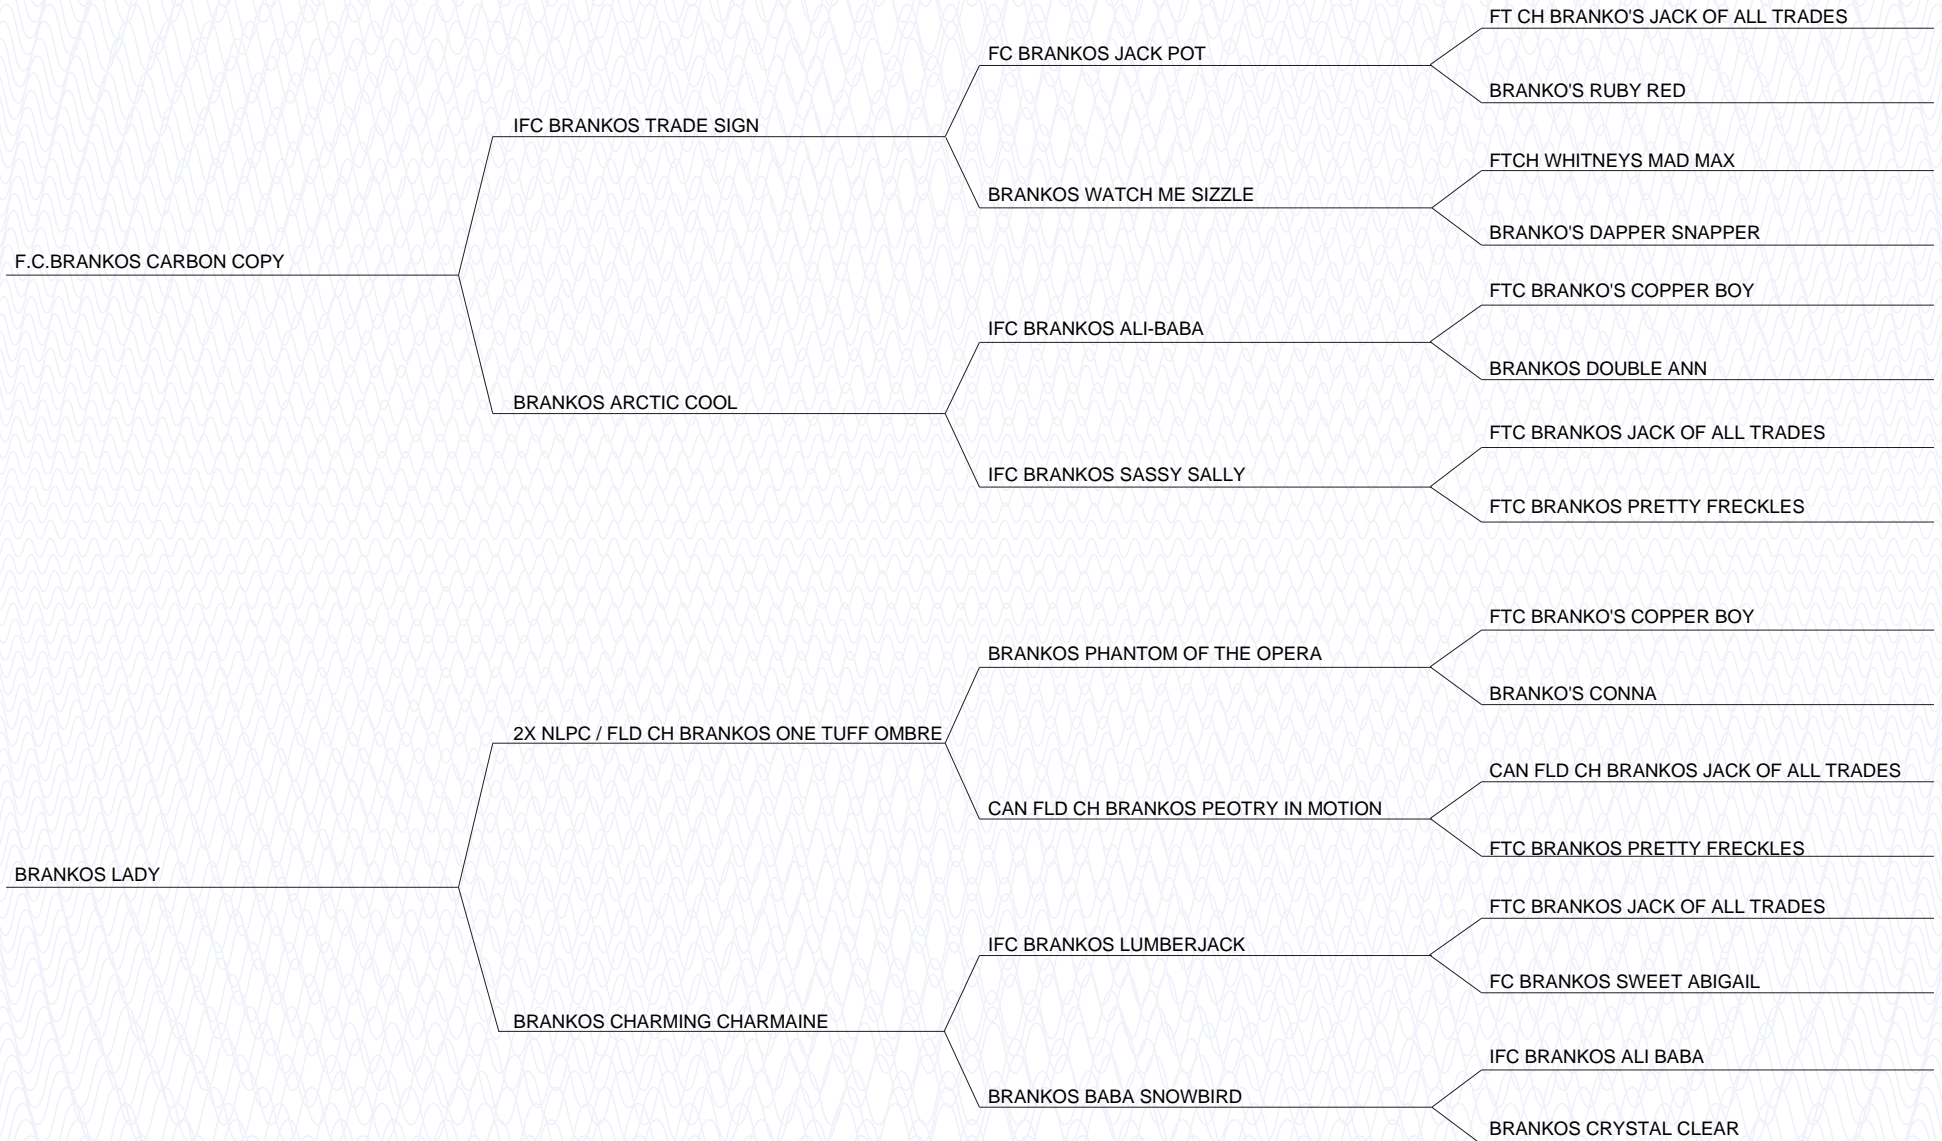 FT CH BRANKO'S JACK OF ALL TRADES
FC BRANKOS JACK POT
BRANKO'S RUBY RED
IFC BRANKOS TRADE SIGN
FTCH WHITNEYS MAD MAX
BRANKOS WATCH ME SIZZLE
BRANKO'S DAPPER SNAPPER
F.C.BRANKOS CARBON COPY
FTC BRANKO'S COPPER BOY
IFC BRANKOS ALI-BABA
BRANKOS DOUBLE ANN
BRANKOS ARCTIC COOL
FTC BRANKOS JACK OF ALL TRADES
IFC BRANKOS SASSY SALLY
FTC BRANKOS PRETTY FRECKLES
FTC BRANKO'S COPPER BOY
BRANKOS PHANTOM OF THE OPERA
BRANKO'S CONNA
2X NLPC / FLD CH BRANKOS ONE TUFF OMBRE
CAN FLD CH BRANKOS JACK OF ALL TRADES
CAN FLD CH BRANKOS PEOTRY IN MOTION
FTC BRANKOS PRETTY FRECKLES
BRANKOS LADY
FTC BRANKOS JACK OF ALL TRADES
IFC BRANKOS LUMBERJACK
FC BRANKOS SWEET ABIGAIL
BRANKOS CHARMING CHARMAINE
IFC BRANKOS ALI BABA
BRANKOS BABA SNOWBIRD
BRANKOS CRYSTAL CLEAR